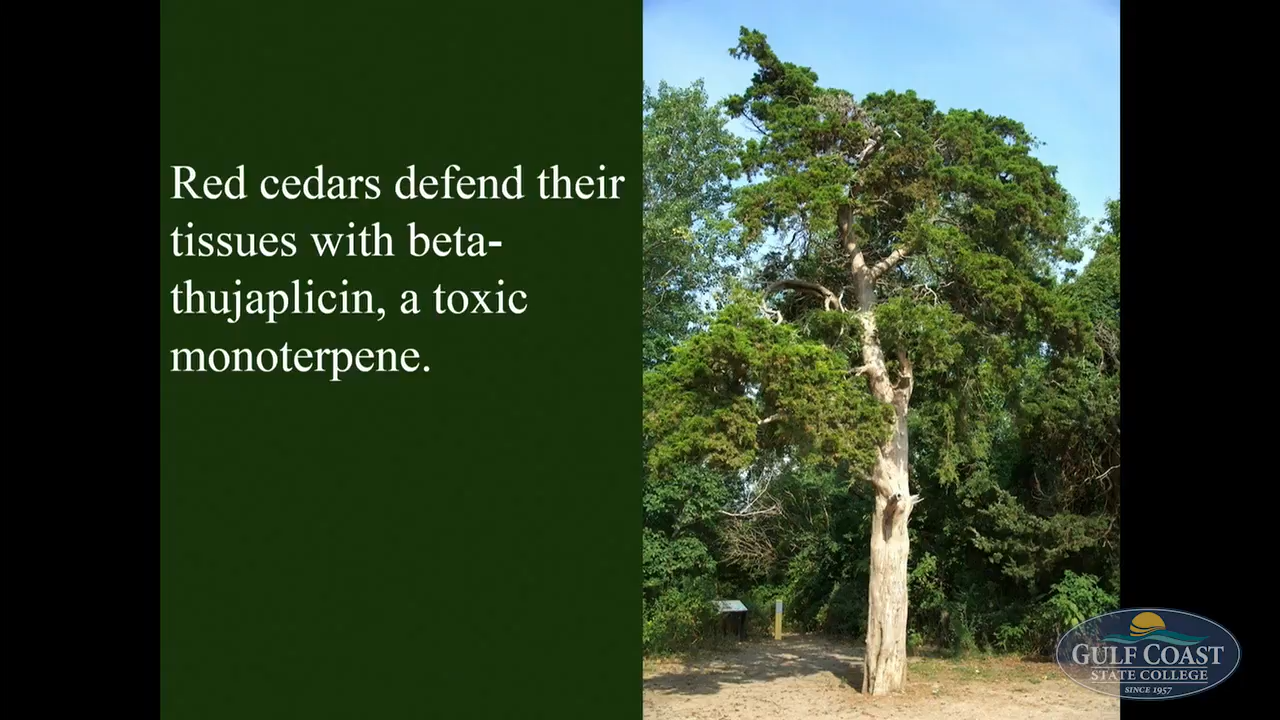 Red cedars defend their
tissues with beta-
thujaplicin, a toxic
monoterpene.
GULF COAST
STATE COLLEGE
SINCE 1957